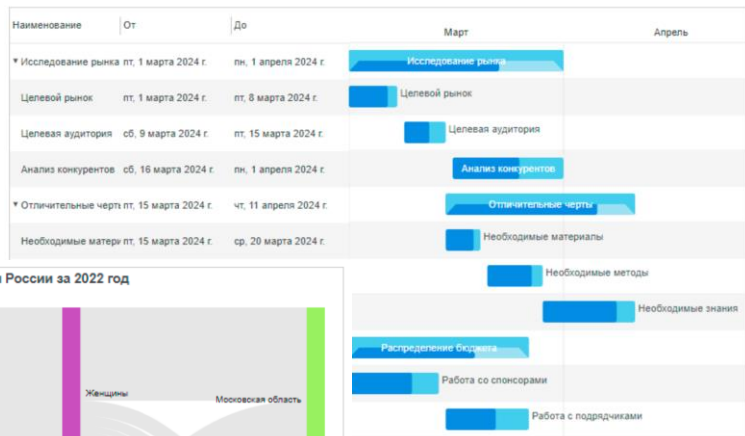 Наименование От До Март Апрель
▼ Исследование рынка пт, 1 марта 2024 г. пн, 1 апреля 2024 г. Исследование рынка
Целевой рынок пт, 1 марта 2024 г. пт, 8 марта 2024 г. Целевой рынок
Целевая аудитория сб, 9 марта 2024 г. пт, 15 марта 2024 г. Целевая аудитория
Анализ конкурентов сб, 16 марта 2024 г. пн, 1 апреля 2024 г. Анализ конкурентов
▼ Отличительные черты пт, 15 марта 2024 г. чт, 11 апреля 2024 г. Отличительные черты
Необходимые матери пт, 15 марта 2024 г. ср, 20 марта 2024 г. Необходимые материалы
России за 2022 год
Необходимые методы
Необходимые знания
Распределение бюджета
Женщины
Московская область
Работа со спонсорами
Работа с подрядчиками